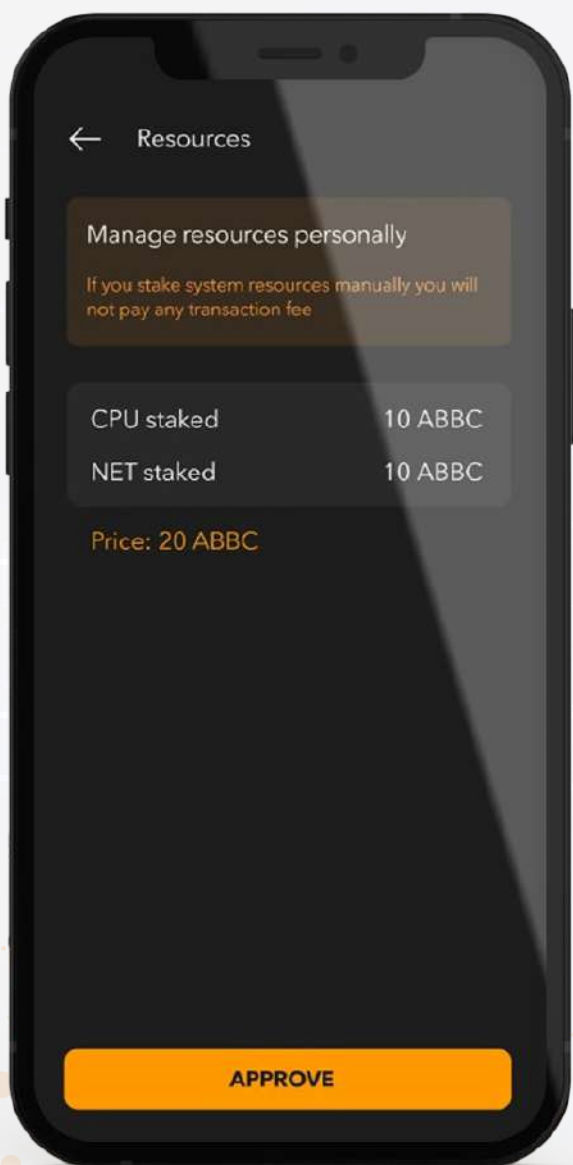 Resources
Manage resources personally
If you stake system resources manually you will
not pay any transaction fee
CPU staked 10 ABBC
NET staked 10 ABBC
Price: 20 ABBC
APPROVE